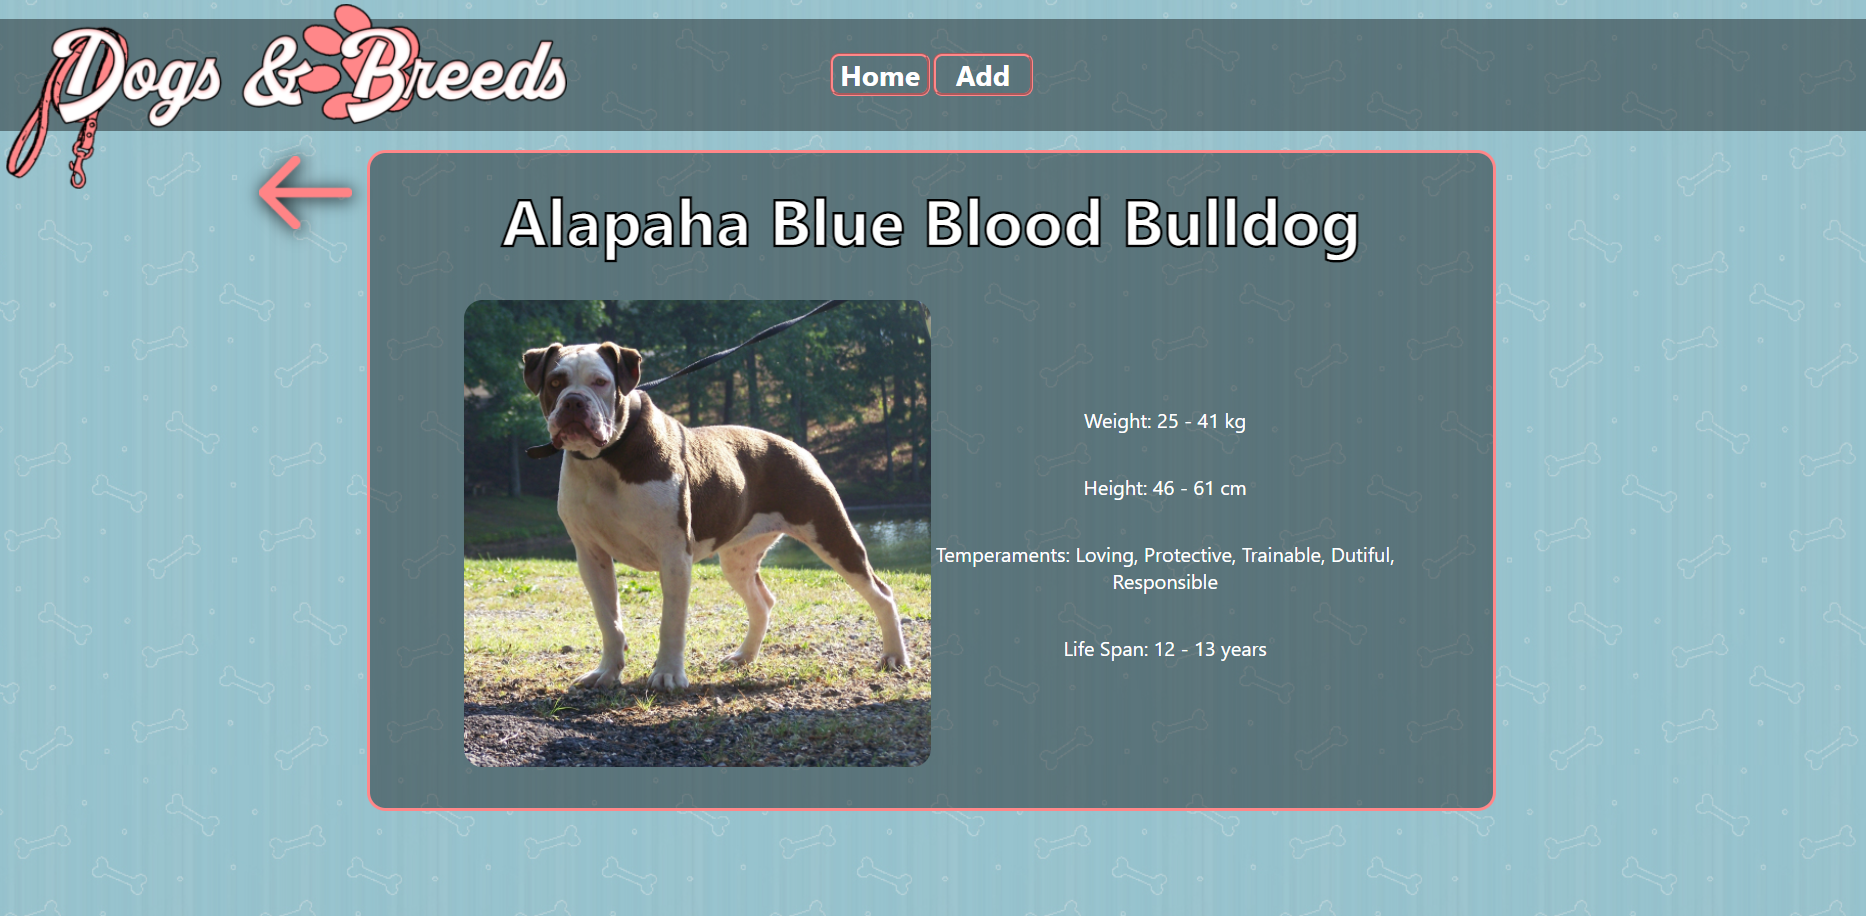 Dogs & Breeds
Home
Add
Alapaha Blue Blood Bulldog
Weight: 25 - 41 kg
Height: 46 - 61 cm
Temperaments: Loving, Protective, Trainable, Dutiful,
Responsible
Life Span: 12 - 13 years